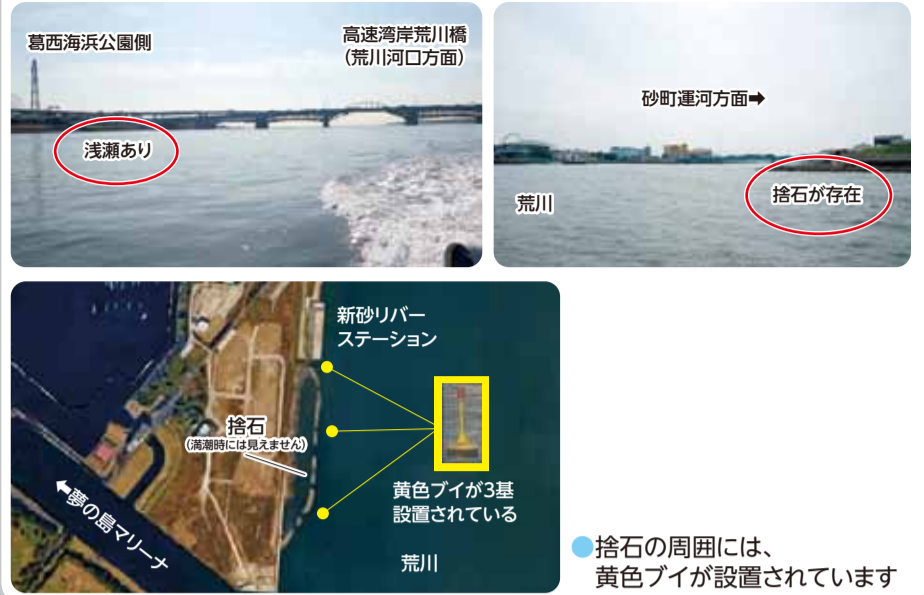 葛西海浜公園側
高速湾岸荒川橋
(荒川河口方面)
浅瀬あり
砂町運河方面➡
荒川
捨石が存在
新砂リバー
ステーション
捨石
(満潮時には見えません)
黄色ブイが3基
設置されている
⬅夢の島マリーナ
荒川
●捨石の周囲には、
黄色ブイが設置されています